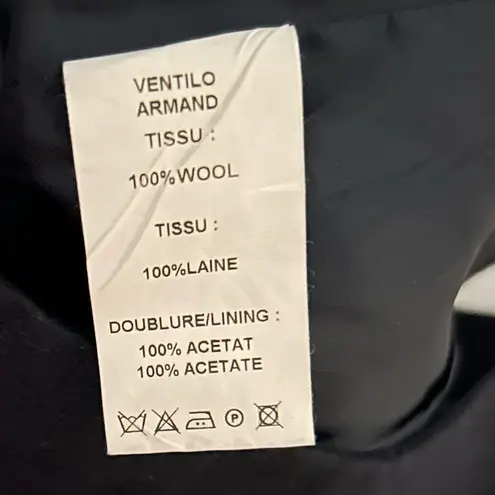 VENTILO
ARMAND
TISSU :
100%WOOL
TISSU :
100%LAINE
DOUBLURE/LINING :
100% ACETAT
100% ACETATE
P